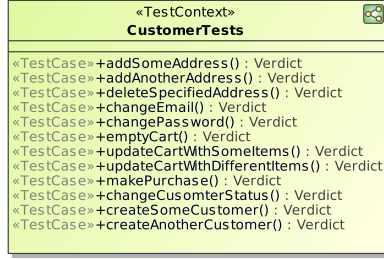 «TestContext»
CustomerTests
«TestCase»+addSomeAddress() : Verdict
«TestCase»+addAnotherAddress() : Verdict
«TestCase»+deleteSpecifiedAddress() : Verdict
«TestCase»+changeEmail() : Verdict
«TestCase»+changePassword() : Verdict
«TestCase»+emptyCart() : Verdict
«TestCase»+updateCartWithSomeItems() : Verdict
«TestCase»+updateCartWithDifferentItems() : Verdict
«TestCase»+makePurchase() : Verdict
«TestCase»+changeCusomterStatus() : Verdict
«TestCase»+createSomeCustomer() : Verdict
«TestCase»+createAnotherCustomer() : Verdict